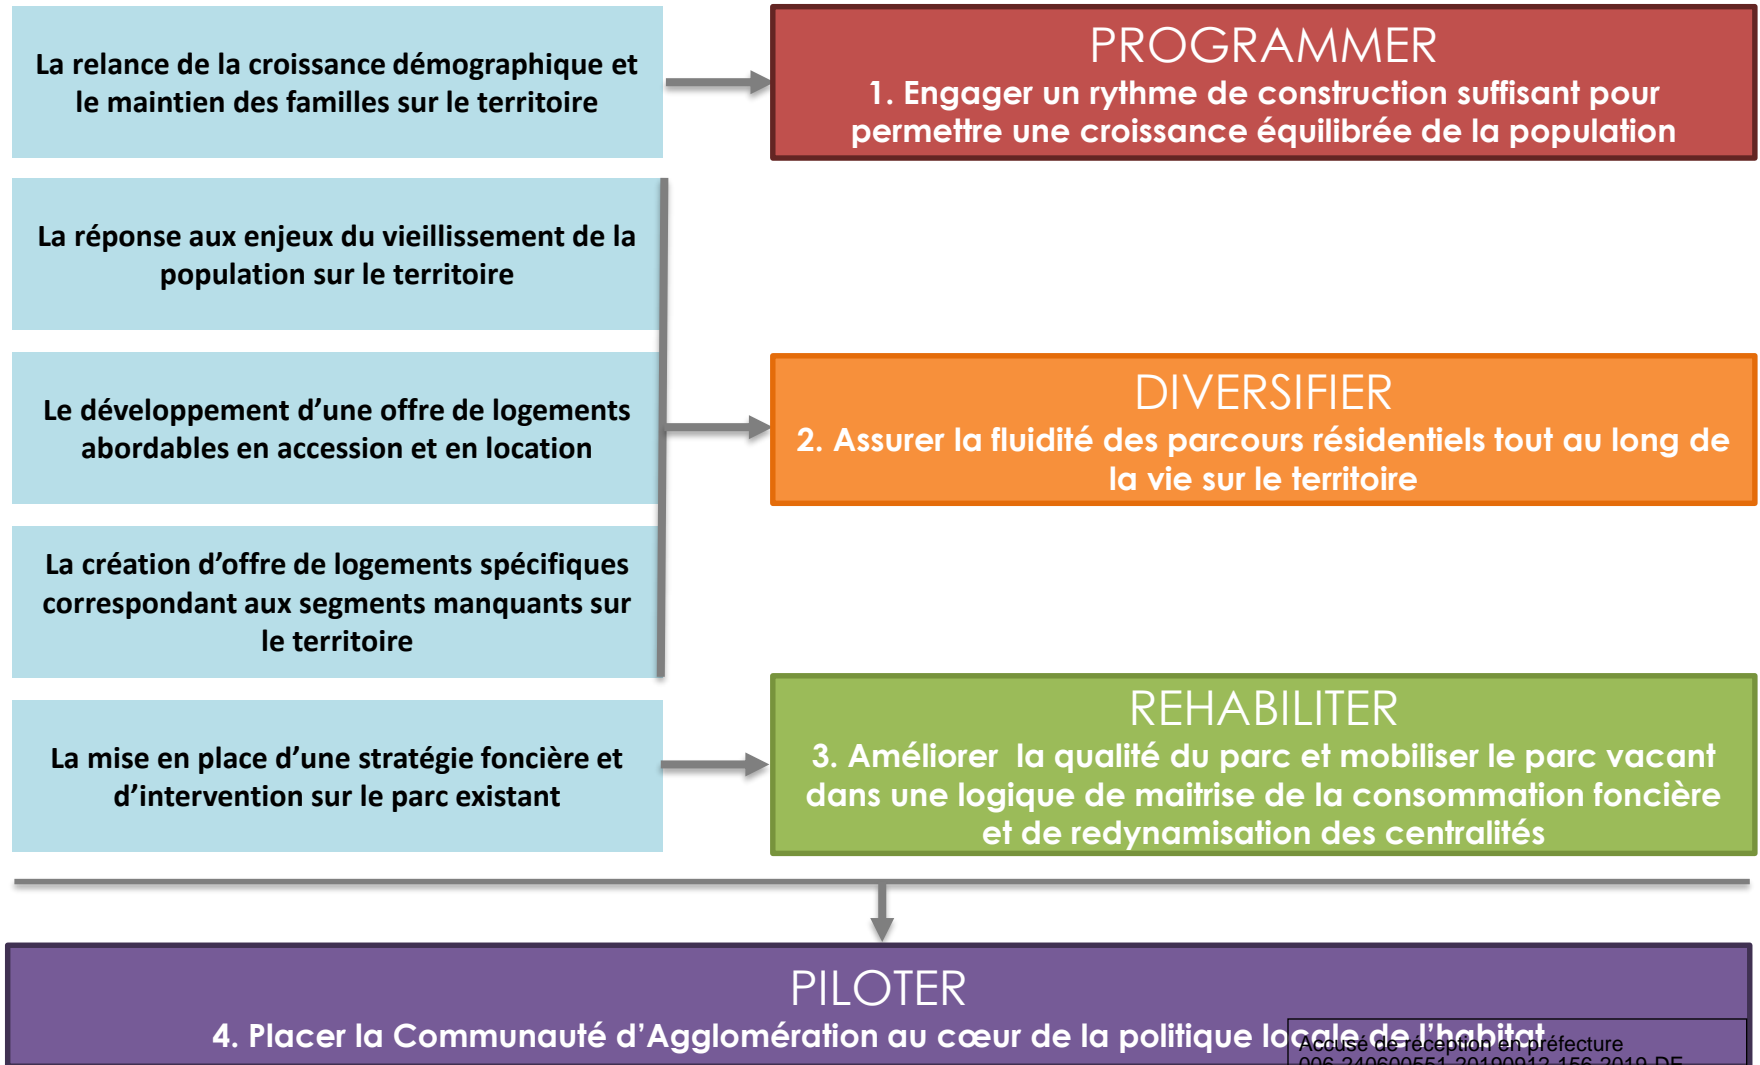 La relance de la croissance démographique et
le maintien des familles sur le territoire
PROGRAMMER
1. Engager un rythme de construction suffisant pour
permettre une croissance équilibrée de la population
La réponse aux enjeux du vieillissement de la
population sur le territoire
Le développement d’une offre de logements
abordables en accession et en location
La création d’offre de logements spécifiques
correspondant aux segments manquants sur
le territoire
DIVERSIFIER
2. Assurer la fluidité des parcours résidentiels tout au long de
la vie sur le territoire
La mise en place d’une stratégie foncière et
d’intervention sur le parc existant
REHABILITER
3. Améliorer  la qualité du parc et mobiliser le parc vacant
dans une logique de maitrise de la consommation foncière
et de redynamisation des centralités
PILOTER
4. Placer la Communauté d’Agglomération au cœur de la politique locale de l’habitat
Accusé de réception en préfecture
006-240600551-20190912-156-2019-DE